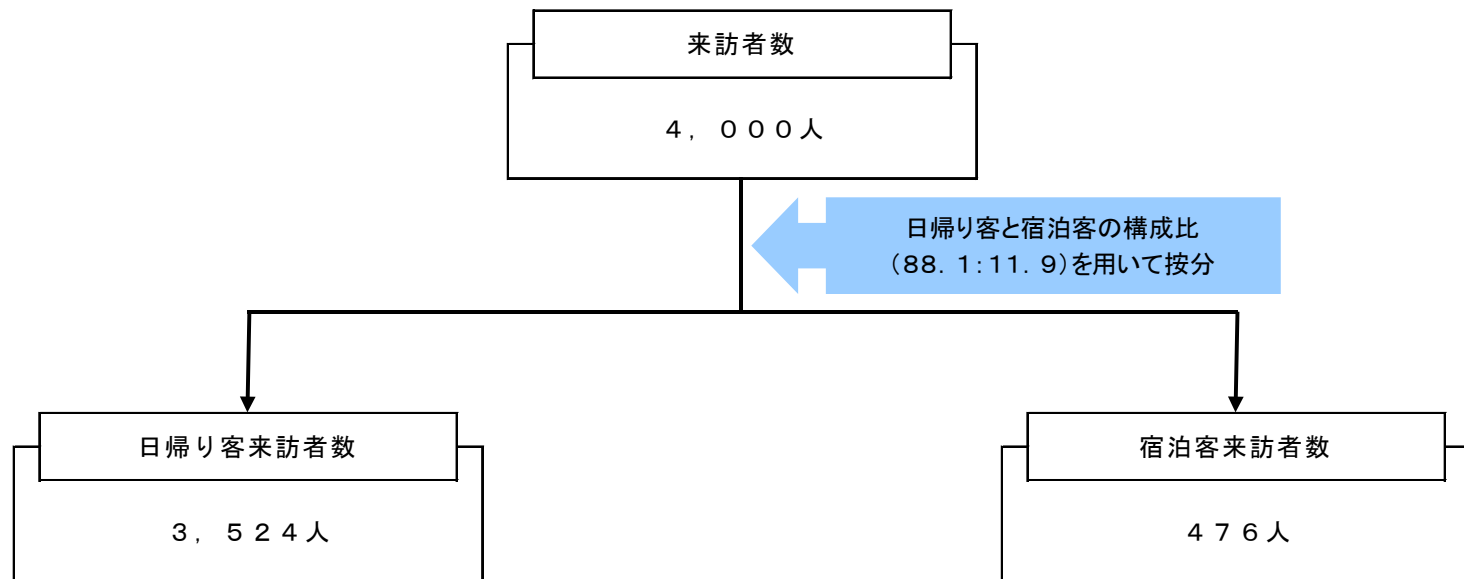 来訪者数
４，０００人
日帰り客と宿泊客の構成比
（８８．１：１１．９）を用いて按分
日帰り客来訪者数
宿泊客来訪者数
３，５２４人
４７６人